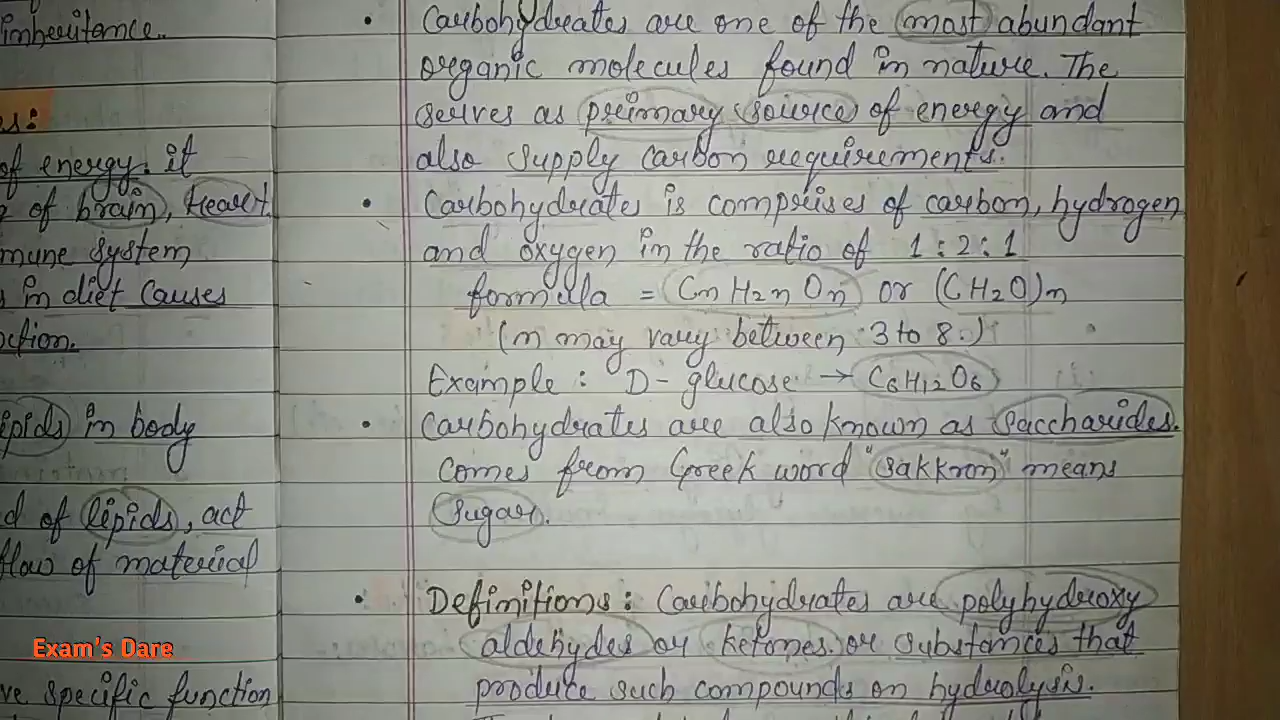 inheritance.
es:
of energy. it
of brain, Heart.
mune system
s in diet causes
ction.
ipids in body
d of lipids, act
flow of material
ve specific function
Exam's Dare
• Carbohydrates are one of the most abundant
organic molecules found in nature. The
serves as primary source of energy and
also supply carbon requirements.
• Carbohydrates is comprises of carbon, hydrogen
and oxygen in the ratio of 1:2:1
formula = CnH2nOn or (CH2O)n
(n may vary between 3 to 8.)
Example: D-glucose → C6H12O6
• Carbohydrates are also known as Saccharides.
comes from Greek word "Sakkron" means
Sugar.
• Definitions: Carbohydrates are polyhydroxy
aldehydes or ketones. or substances that
produce such compounds on hydrolysis.